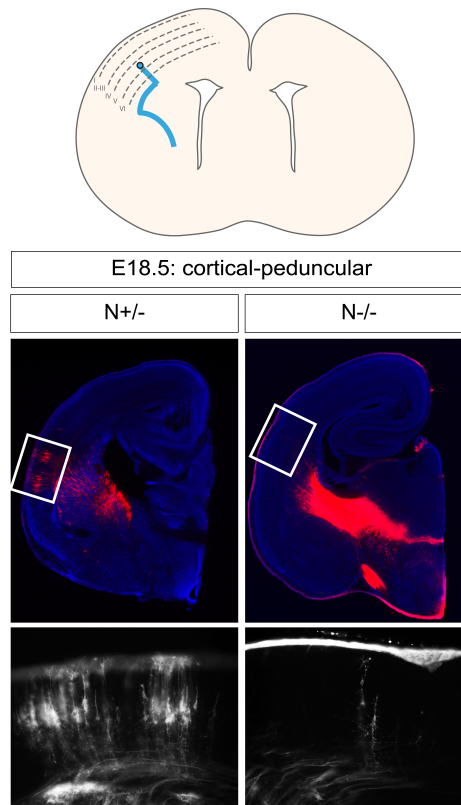 I
II-III
IV
V
VI
E18.5: cortical-peduncular
N+/-
N-/-